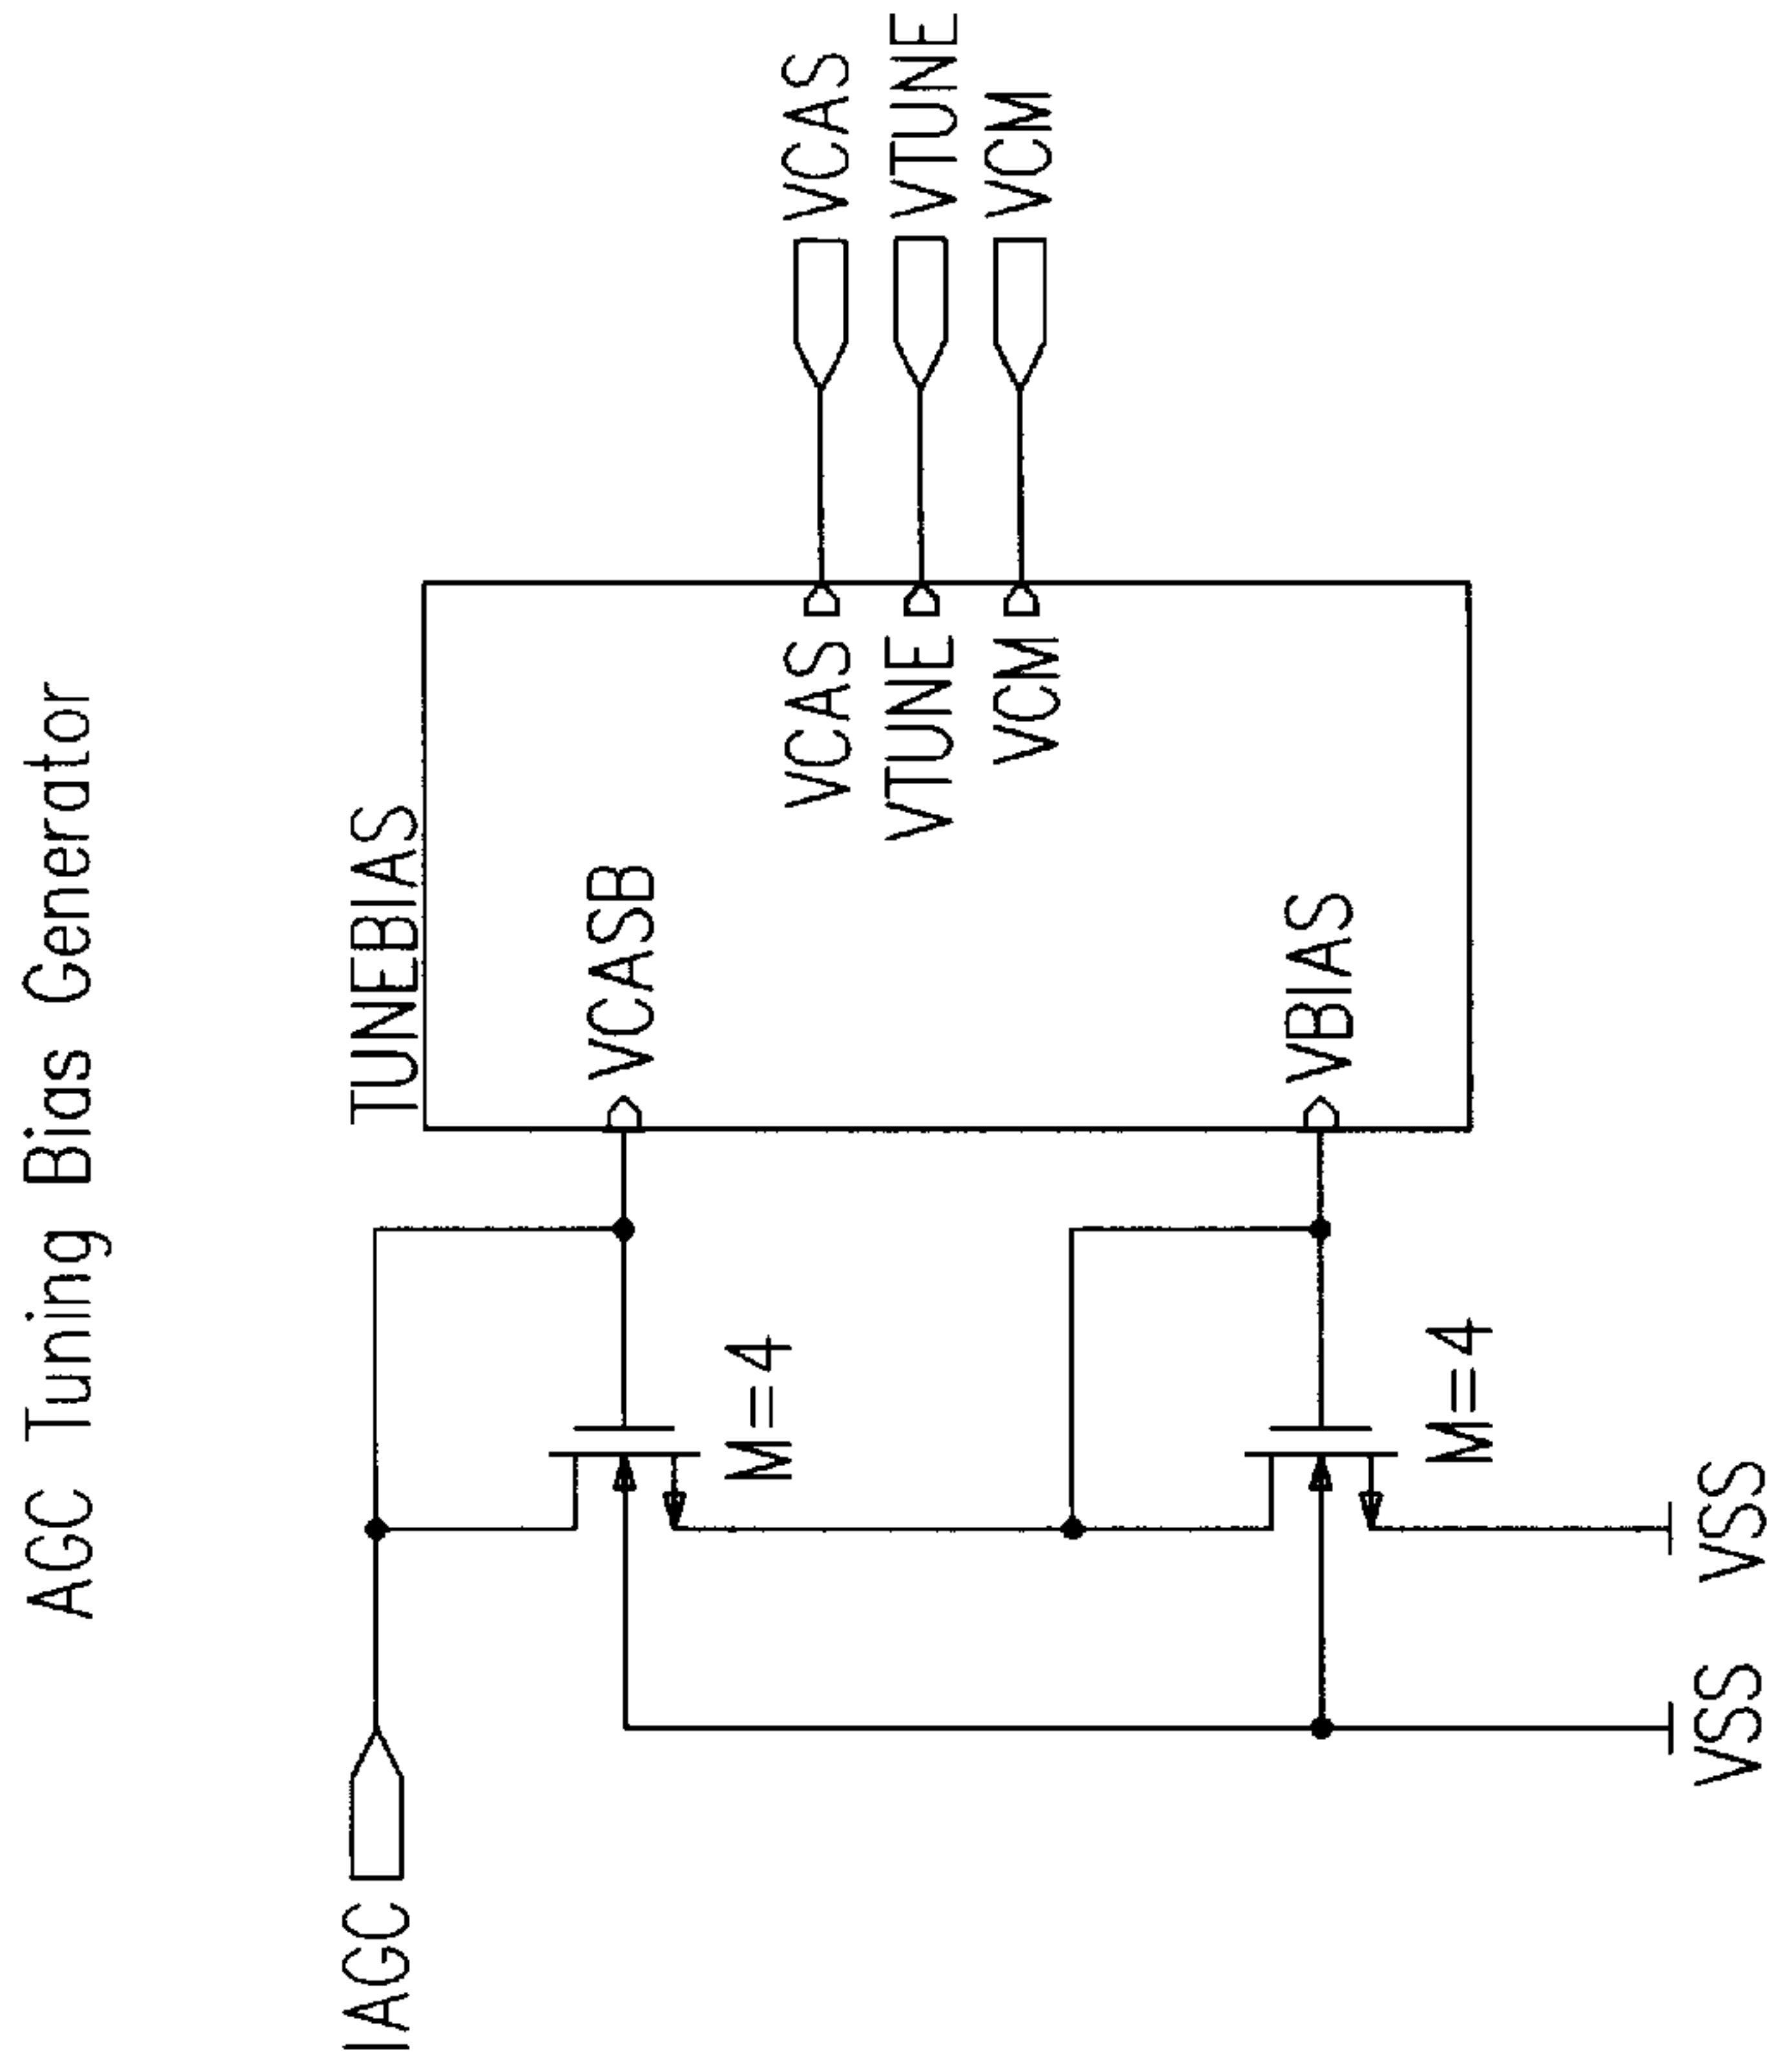 AGC Tuning Bias Generator
TUNEBIAS
IAGC
VCASB
M=4
VCAS
VCAS
VTUNE
VTUNE
VCM
VCM
VBIAS
M=4
VSS
VSS